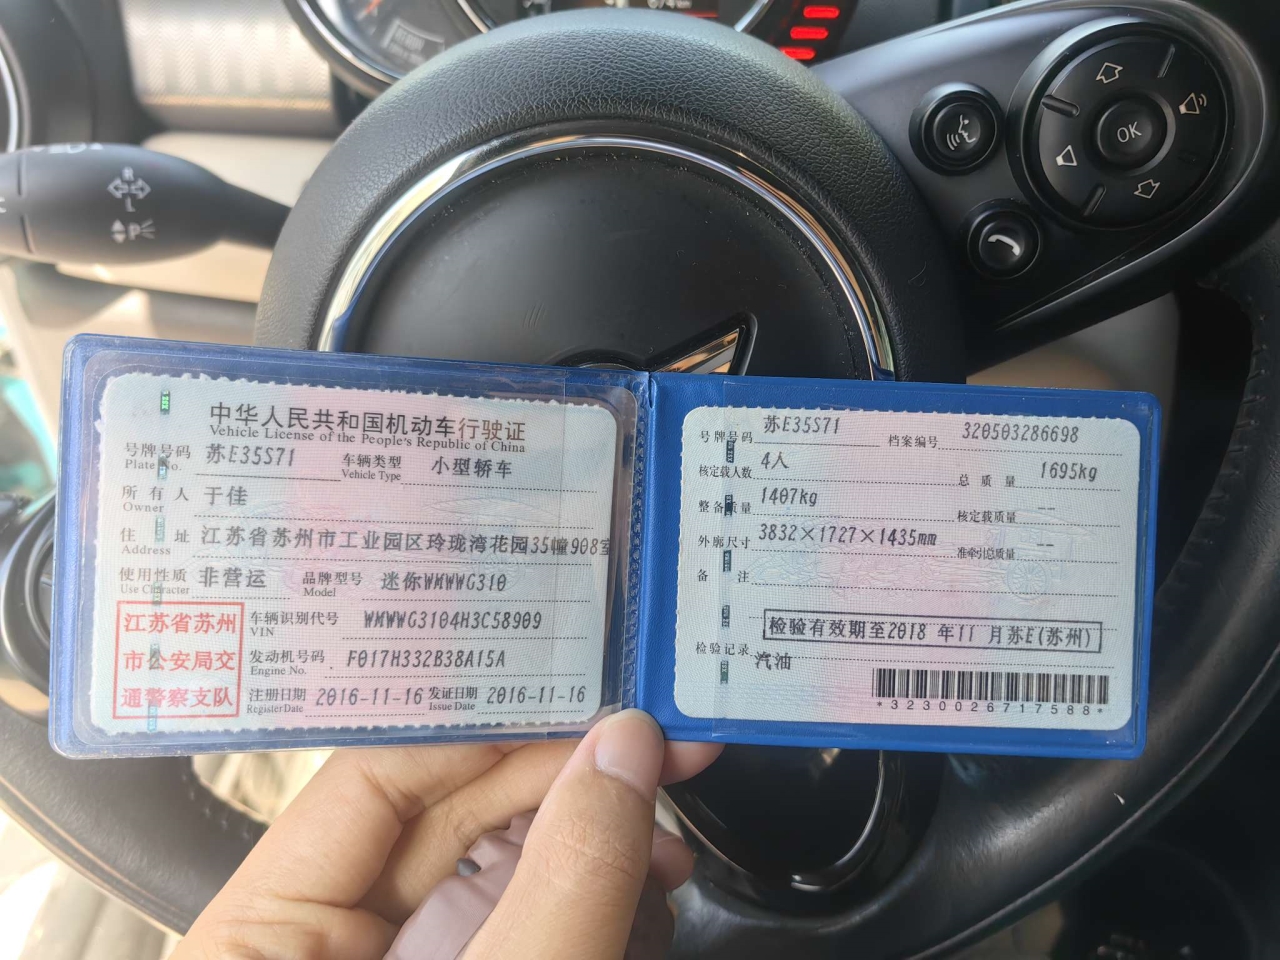 中华人民共和国机动车行驶证
Vehicle License of the People's Republic of China
号牌号码 苏E35S71 车辆类型 小型轿车
Plate No. Vehicle Type
所有人 于佳
Owner
住址 江苏省苏州市工业园区玲珑湾花园35幢908室
Address
使用性质 非营运 品牌型号 迷你WMWWG310
Use Character Model
江苏省苏州
市公安局交
通警察支队
车辆识别代号 WMWWG3104H3C58909
VIN
发动机号码 F017H332B38A15A
Engine No.
注册日期 2016-11-16 发证日期 2016-11-16
Register Date Issue Date
号牌号码 苏E35S71 档案编号 320503286698
核定载人数 4人 总质量 1695kg
整备质量 1407kg 核定载质量 --
外廓尺寸 3832×1727×1435mm 准牵引总质量 --
备注
检验有效期至2018 年11 月苏E(苏州)
检验记录 汽油
*3230026717588*
OK
R
L
P